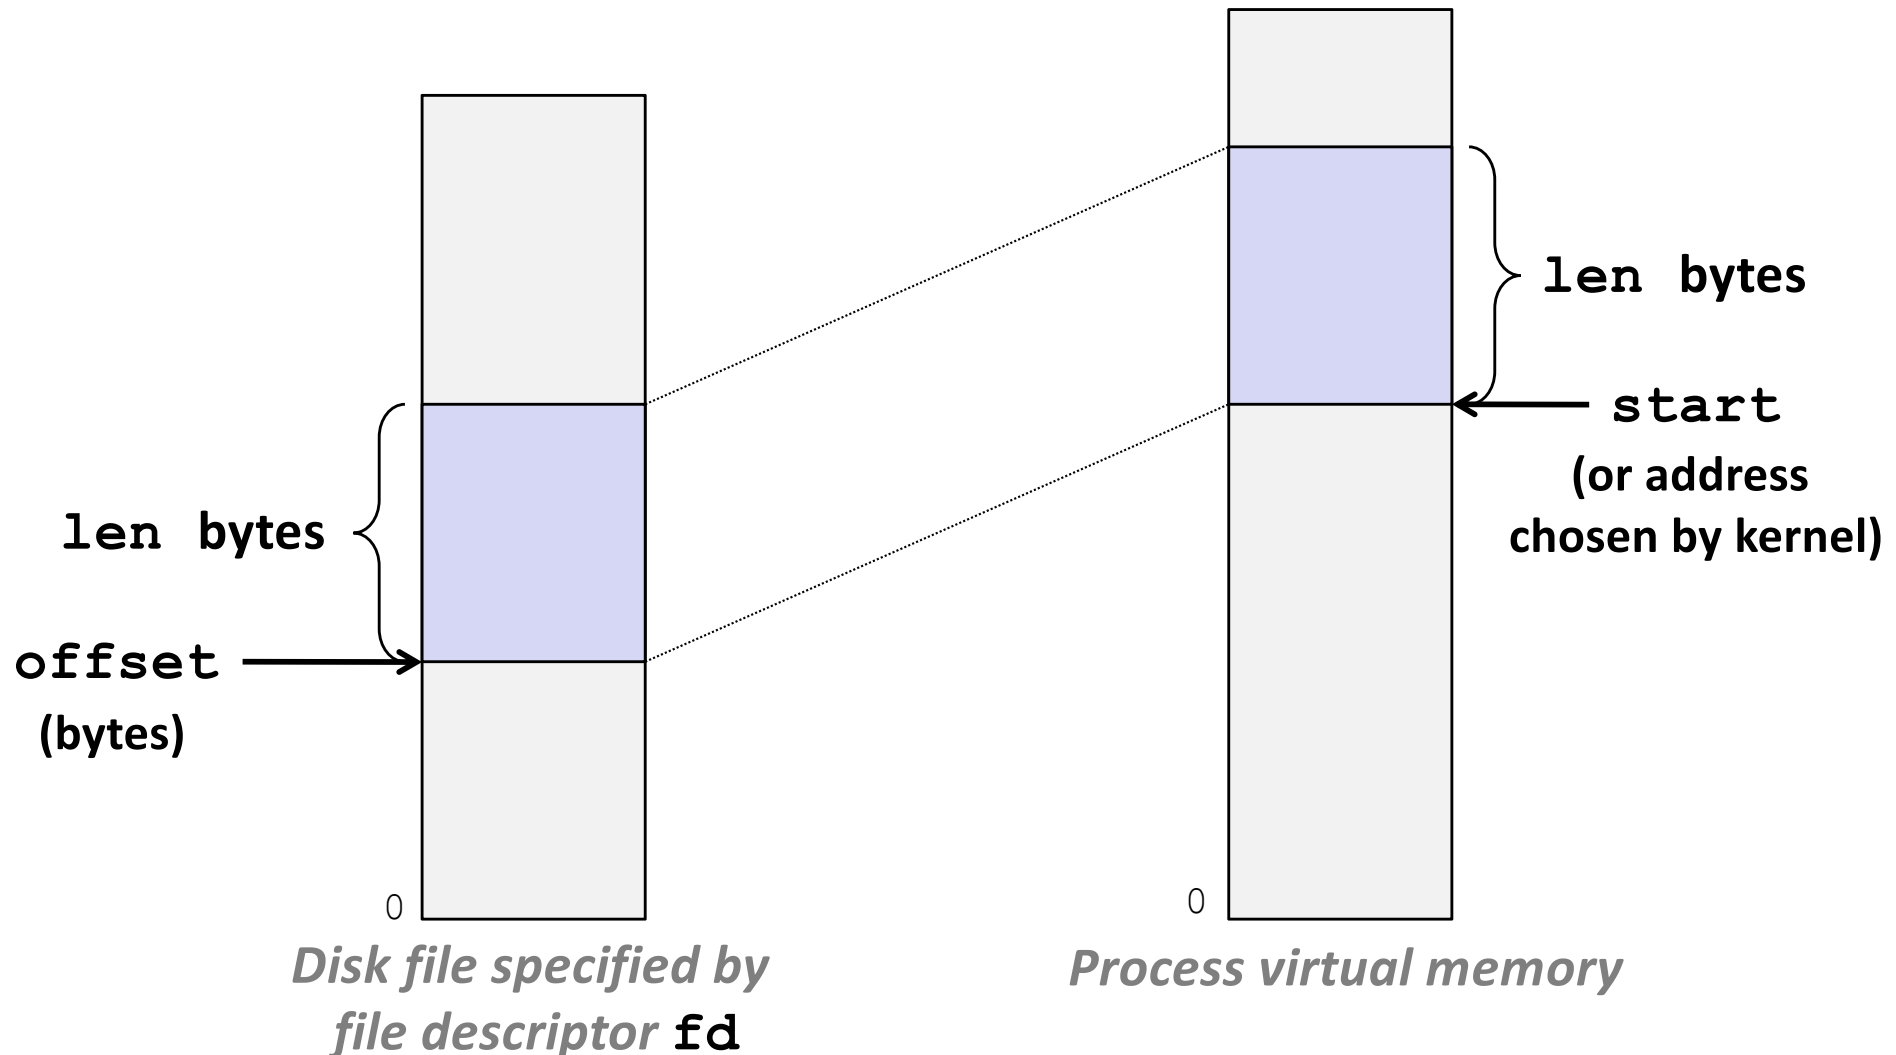 len bytes
start
(or address
chosen by kernel)
len bytes
offset
(bytes)
0
0
Disk file specified by
file descriptor fd
Process virtual memory